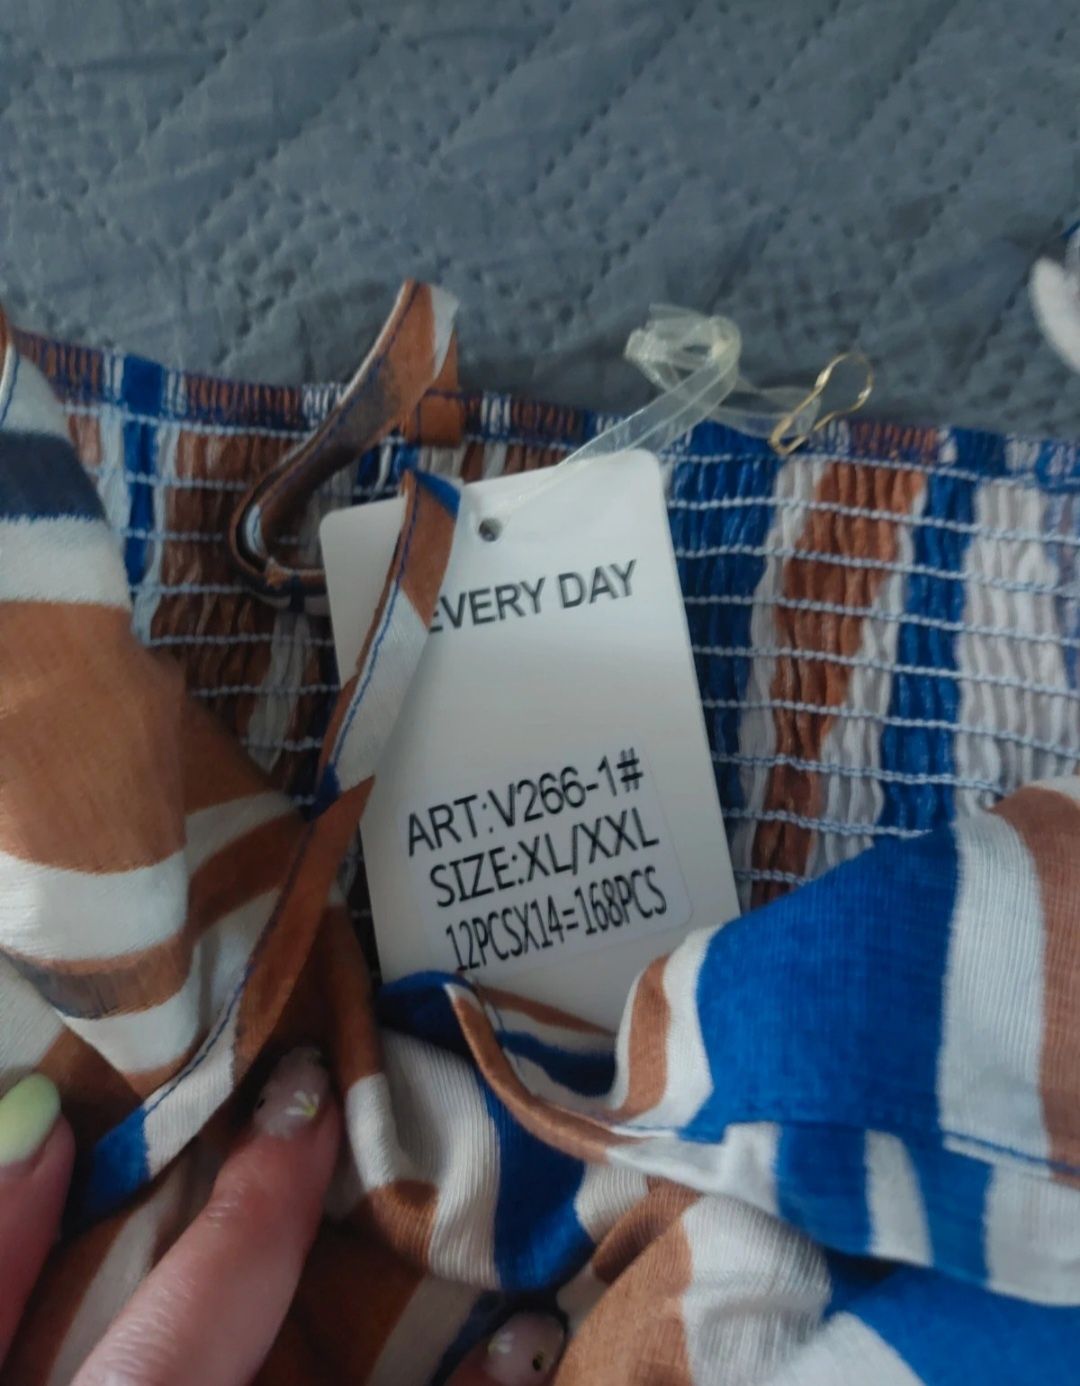 EVERY DAY
ART:V266-1#
SIZE:XL/XXL
12PCSX14=168PCS